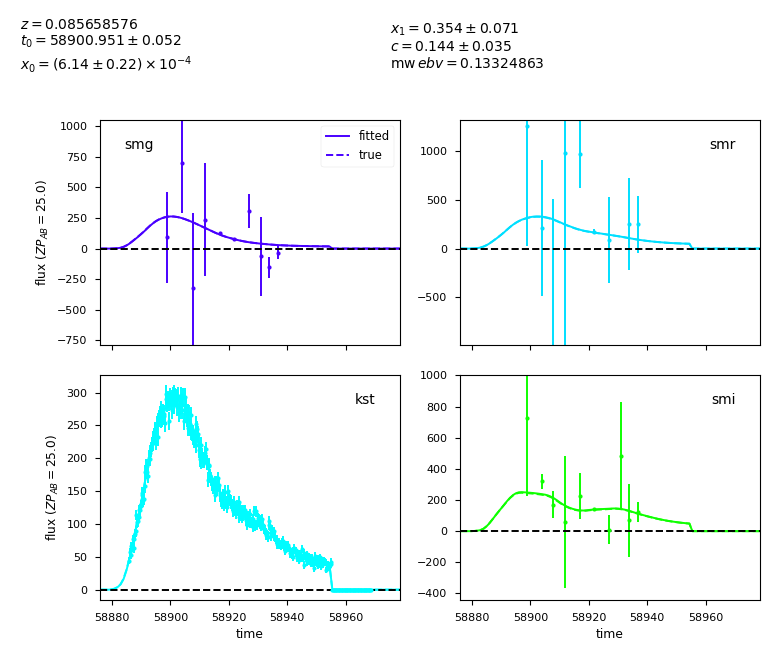 z = 0.085658576
t₀ = 58900.951 ± 0.052
x₀ = (6.14 ± 0.22) × 10⁻⁴
x₁ = 0.354 ± 0.071
c = 0.144 ± 0.035
mw ebv = 0.13324863
smg
fitted
true
1000
750
500
250
0
−250
−500
−750
flux (ZP_AB = 25.0)
smr
1000
500
0
−500
kst
300
250
200
150
100
50
0
flux (ZP_AB = 25.0)
58880 58900 58920 58940 58960
time
smi
1000
800
600
400
200
0
−200
−400
58880 58900 58920 58940 58960
time